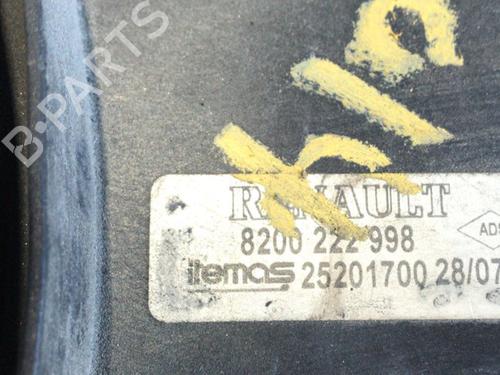 B-PARTS
RENAULT
8200 222 998
itemas 25201700 28/07